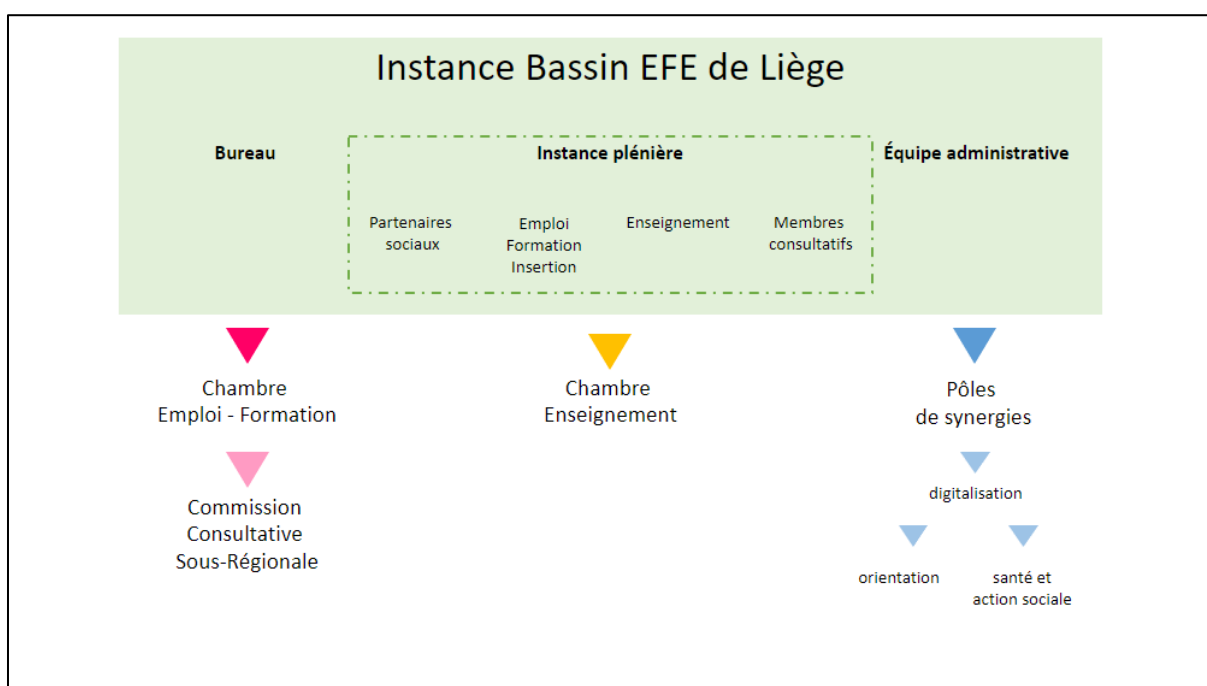 Instance Bassin EFE de Liège
Bureau
Instance plénière
Équipe administrative
Partenaires
sociaux
Emploi
Formation
Insertion
Enseignement
Membres
consultatifs
Chambre
Emploi - Formation
Chambre
Enseignement
Pôles
de synergies
Commission
Consultative
Sous-Régionale
digitalisation
orientation
santé et
action sociale